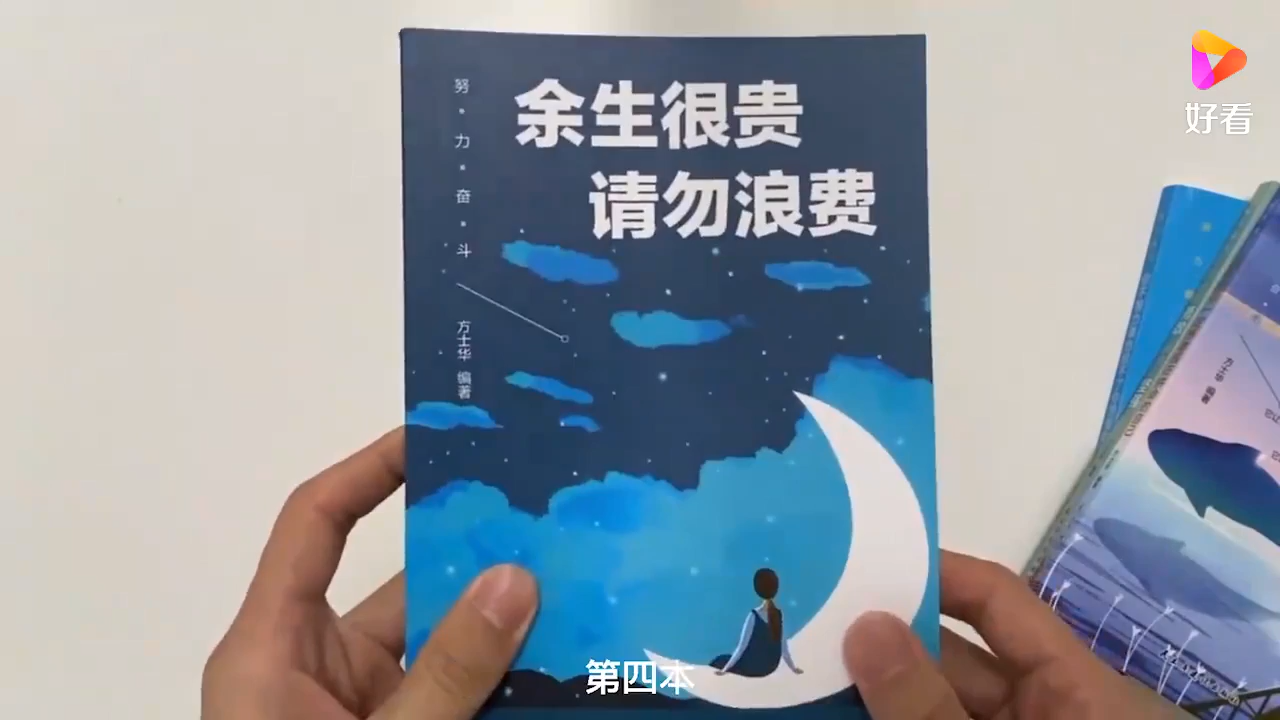 余生很贵
请勿浪费
努·力·奋·斗
方士华 编著
好看
第四本